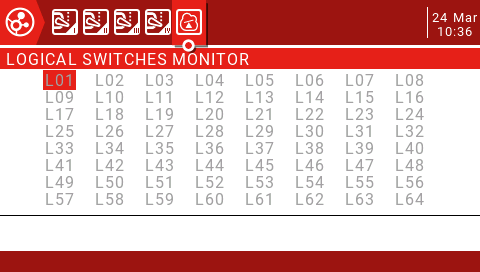 24 Mar
10:36
LOGICAL SWITCHES MONITOR
L01 L02 L03 L04 L05 L06 L07 L08
L09 L10 L11 L12 L13 L14 L15 L16
L17 L18 L19 L20 L21 L22 L23 L24
L25 L26 L27 L28 L29 L30 L31 L32
L33 L34 L35 L36 L37 L38 L39 L40
L41 L42 L43 L44 L45 L46 L47 L48
L49 L50 L51 L52 L53 L54 L55 L56
L57 L58 L59 L60 L61 L62 L63 L64